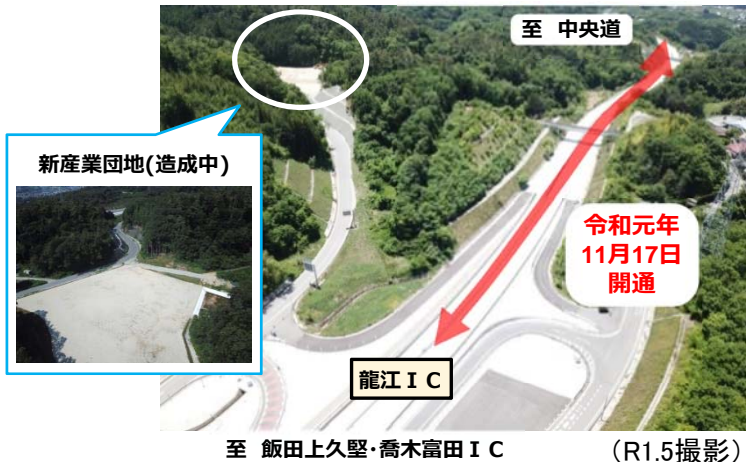 至 中央道
新産業団地(造成中)
令和元年
11月17日
開通
龍江ＩＣ
至 飯田上久堅・喬木富田ＩＣ
（R1.5撮影）